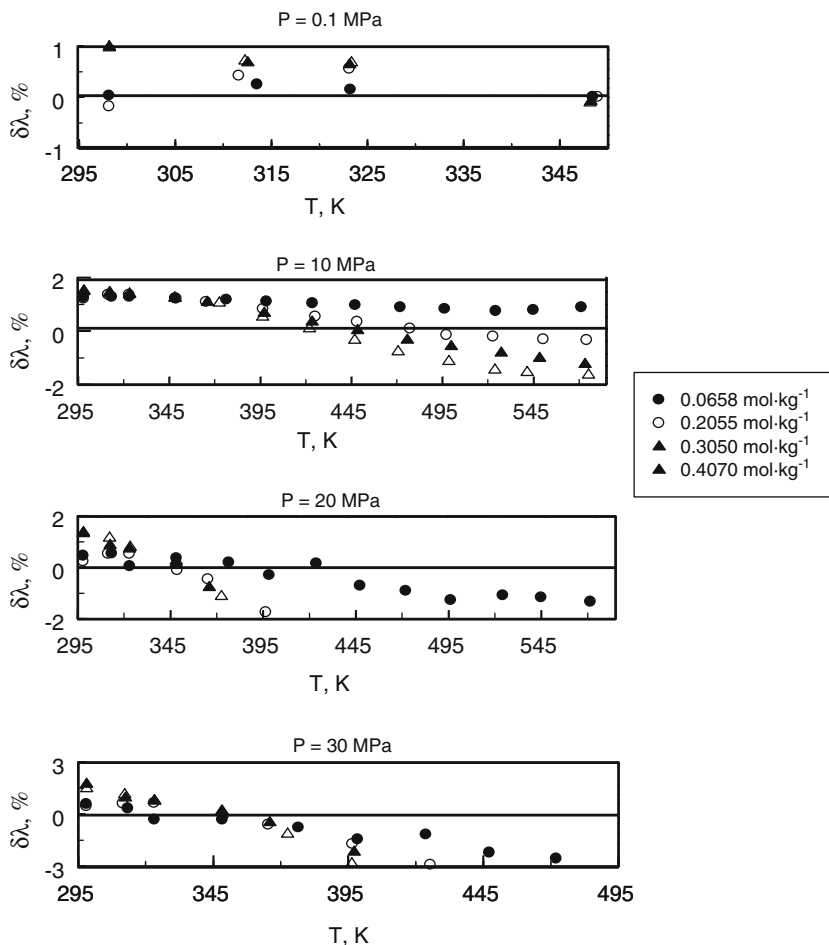 P = 0.1 MPa
1
0
-1
δλ, %
295 305 315 325 335 345
T, K
P = 10 MPa
2
0
-2
δλ, %
295 345 395 445 495 545
T, K
0.0658 mol·kg⁻¹
0.2055 mol·kg⁻¹
0.3050 mol·kg⁻¹
0.4070 mol·kg⁻¹
P = 20 MPa
2
0
-2
δλ, %
295 345 395 445 495 545
T, K
P = 30 MPa
3
0
-3
δλ, %
295 345 395 445 495
T, K